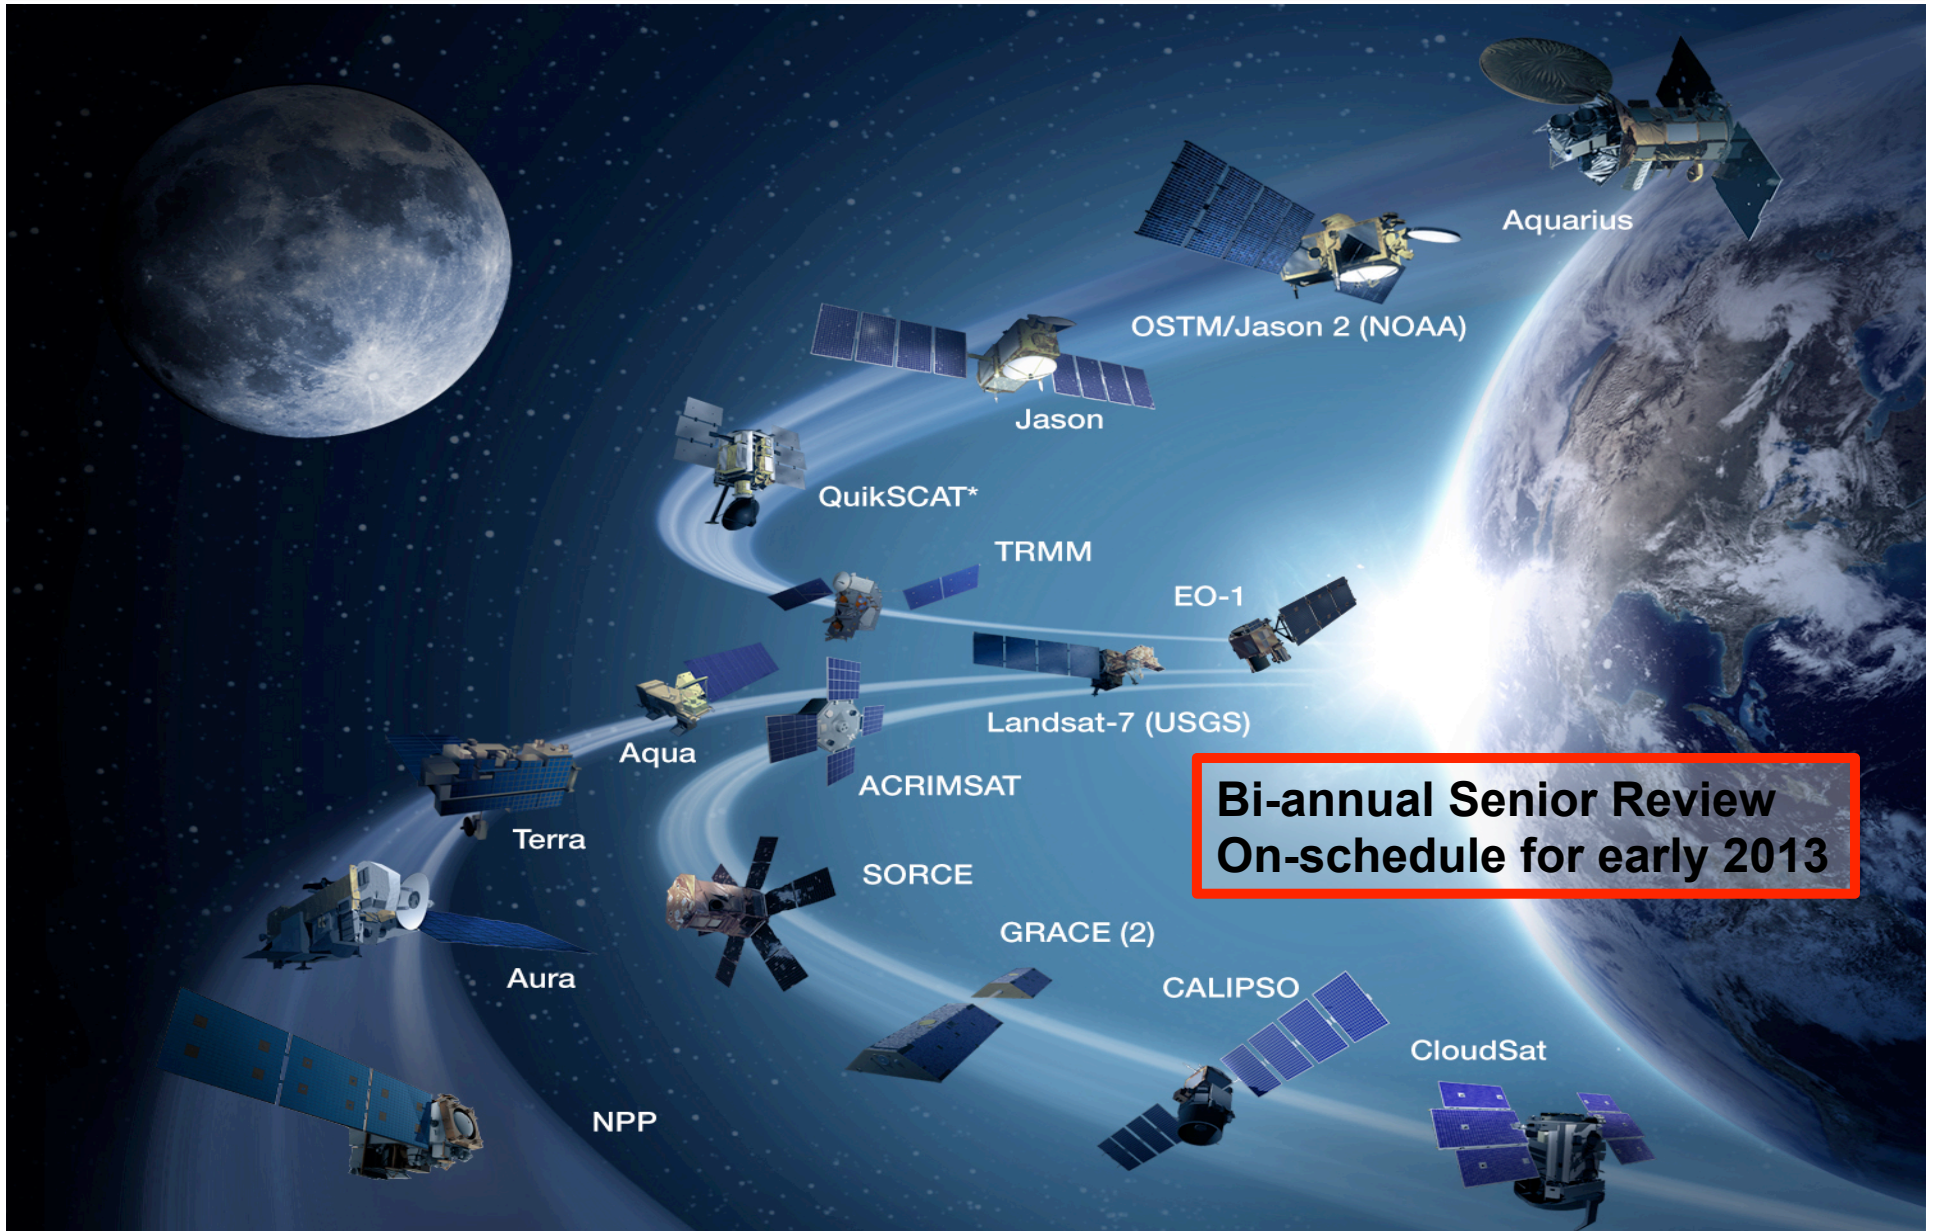 Aquarius
OSTM/Jason 2 (NOAA)
Jason
QuikSCAT*
TRMM
EO-1
Landsat-7 (USGS)
Aqua
ACRIMSAT
Terra
Bi-annual Senior Review
On-schedule for early 2013
SORCE
GRACE (2)
Aura
CALIPSO
CloudSat
NPP